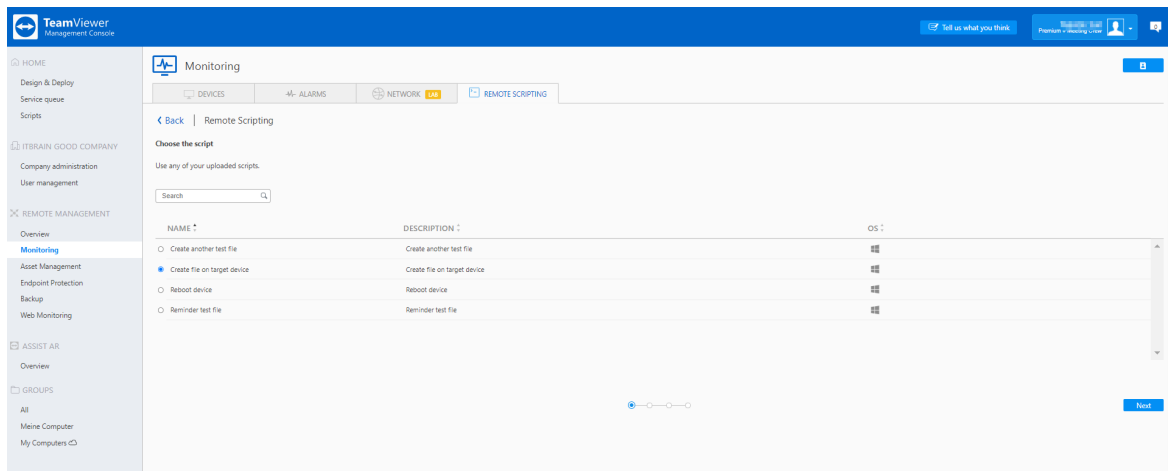 TeamViewer
Management Console
Tell us what you think
Premium + Meeting Crew
HOME
Design & Deploy
Service queue
Scripts
ITBRAIN GOOD COMPANY
Company administration
User management
REMOTE MANAGEMENT
Overview
Monitoring
Asset Management
Endpoint Protection
Backup
Web Monitoring
ASSIST AR
Overview
GROUPS
All
Meine Computer
My Computers
Monitoring
DEVICES
ALARMS
NETWORK LAB
REMOTE SCRIPTING
Back | Remote Scripting
Choose the script
Use any of your uploaded scripts.
Search
NAME DESCRIPTION OS
Create another test file Create another test file
Create file on target device Create file on target device
Reboot device Reboot device
Reminder test file Reminder test file
Next